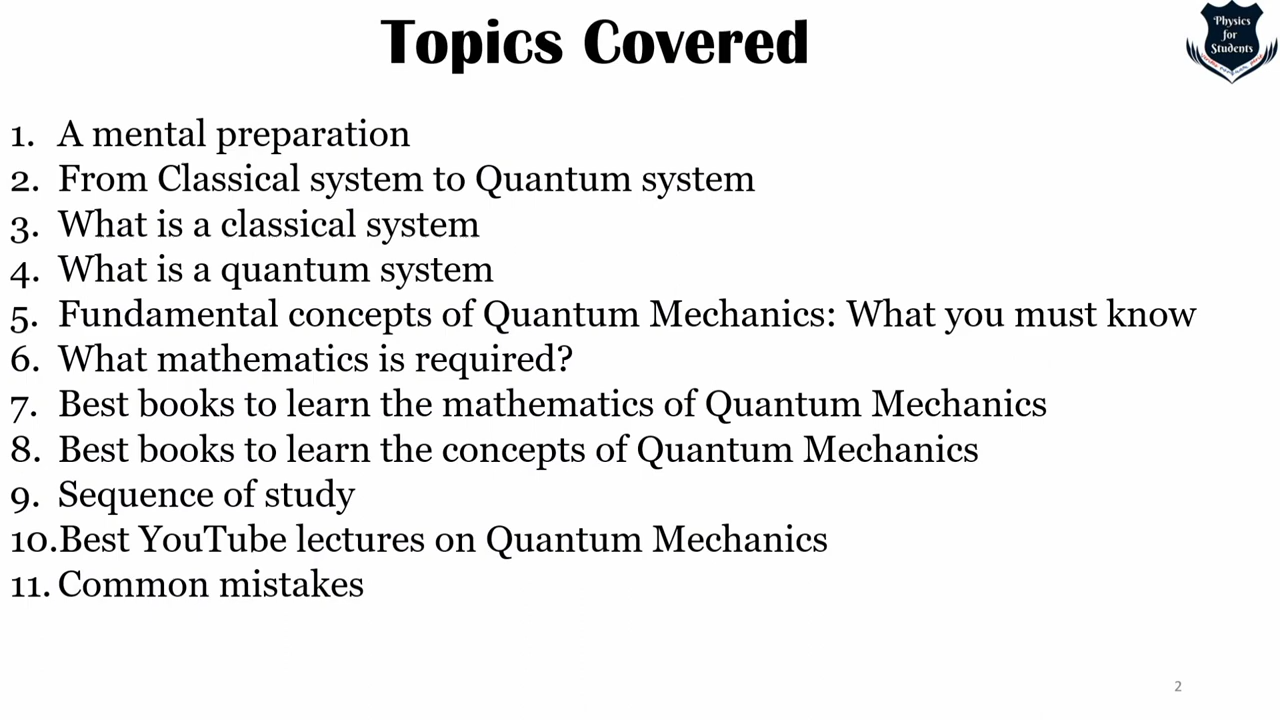 Topics Covered
Physics
for
Students
1. A mental preparation
2. From Classical system to Quantum system
3. What is a classical system
4. What is a quantum system
5. Fundamental concepts of Quantum Mechanics: What you must know
6. What mathematics is required?
7. Best books to learn the mathematics of Quantum Mechanics
8. Best books to learn the concepts of Quantum Mechanics
9. Sequence of study
10.Best YouTube lectures on Quantum Mechanics
11. Common mistakes
2